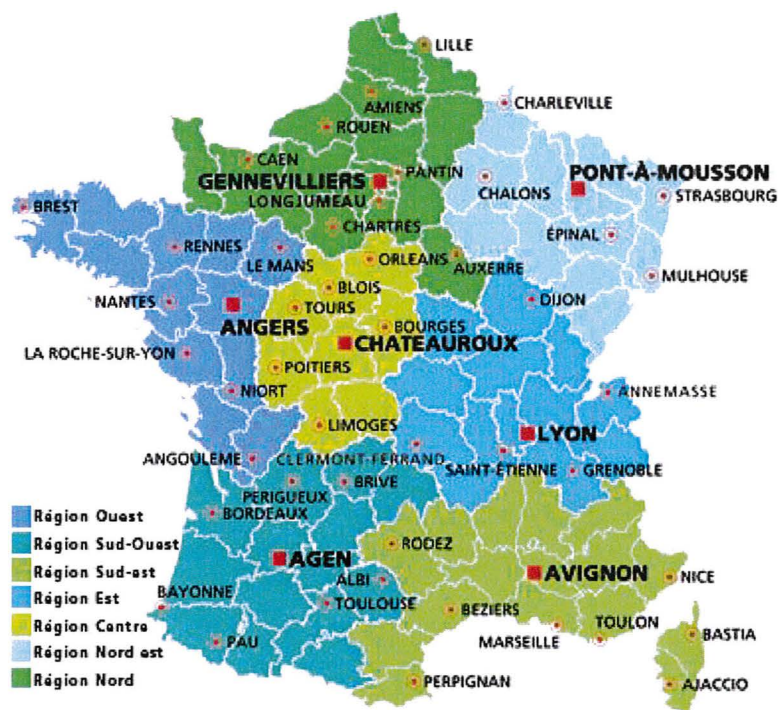 LILLE
CHARLEVILLE
AMIENS
ROUEN
CAEN
PANTIN
PONT-À-MOUSSON
GENNEVILLIERS
CHALONS
STRASBOURG
LONGJUMEAU
BREST
CHARTRES
ÉPINAL
RENNES
ORLEANS
AUXERRE
LE MANS
MULHOUSE
BLOIS
NANTES
TOURS
DIJON
ANGERS
BOURGES
CHATEAUROUX
LA ROCHE-SUR-YON
POITIERS
NIORT
ANNEMASSE
LIMOGES
LYON
ANGOULEME
CLERMONT-FERRAND
SAINT-ÉTIENNE
GRENOBLE
BRIVE
PERIGUEUX
BORDEAUX
Région Ouest
Région Sud-Ouest
RODEZ
AGEN
Région Sud-est
AVIGNON
ALBI
NICE
Région Est
BAYONNE
TOULOUSE
BEZIERS
TOULON
Région Centre
MARSEILLE
BASTIA
PAU
Région Nord est
Région Nord
PERPIGNAN
AJACCIO